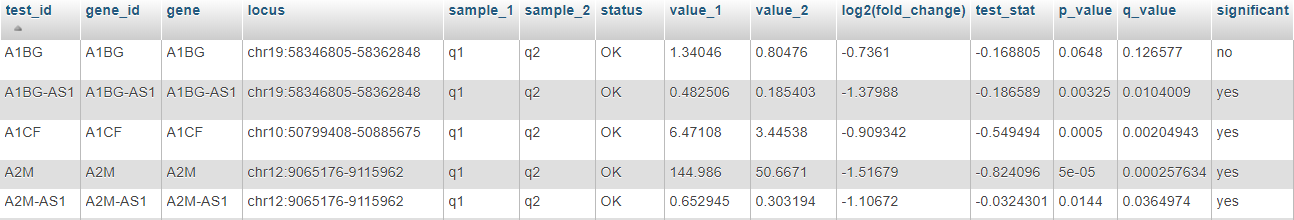 test_id gene_id gene locus sample_1 sample_2 status value_1 value_2 log2(fold_change) test_stat p_value q_value significant
A1BG A1BG A1BG chr19:58346805-58362848 q1 q2 OK 1.34046 0.80476 -0.7361 -0.168805 0.0648 0.126577 no
A1BG-AS1 A1BG-AS1 A1BG-AS1 chr19:58346805-58362848 q1 q2 OK 0.482506 0.185403 -1.37988 -0.186589 0.00325 0.0104009 yes
A1CF A1CF A1CF chr10:50799408-50885675 q1 q2 OK 6.47108 3.44538 -0.909342 -0.549494 0.0005 0.00204943 yes
A2M A2M A2M chr12:9065176-9115962 q1 q2 OK 144.986 50.6671 -1.51679 -0.824096 5e-05 0.000257634 yes
A2M-AS1 A2M-AS1 A2M-AS1 chr12:9065176-9115962 q1 q2 OK 0.652945 0.303194 -1.10672 -0.0324301 0.0144 0.0364974 yes